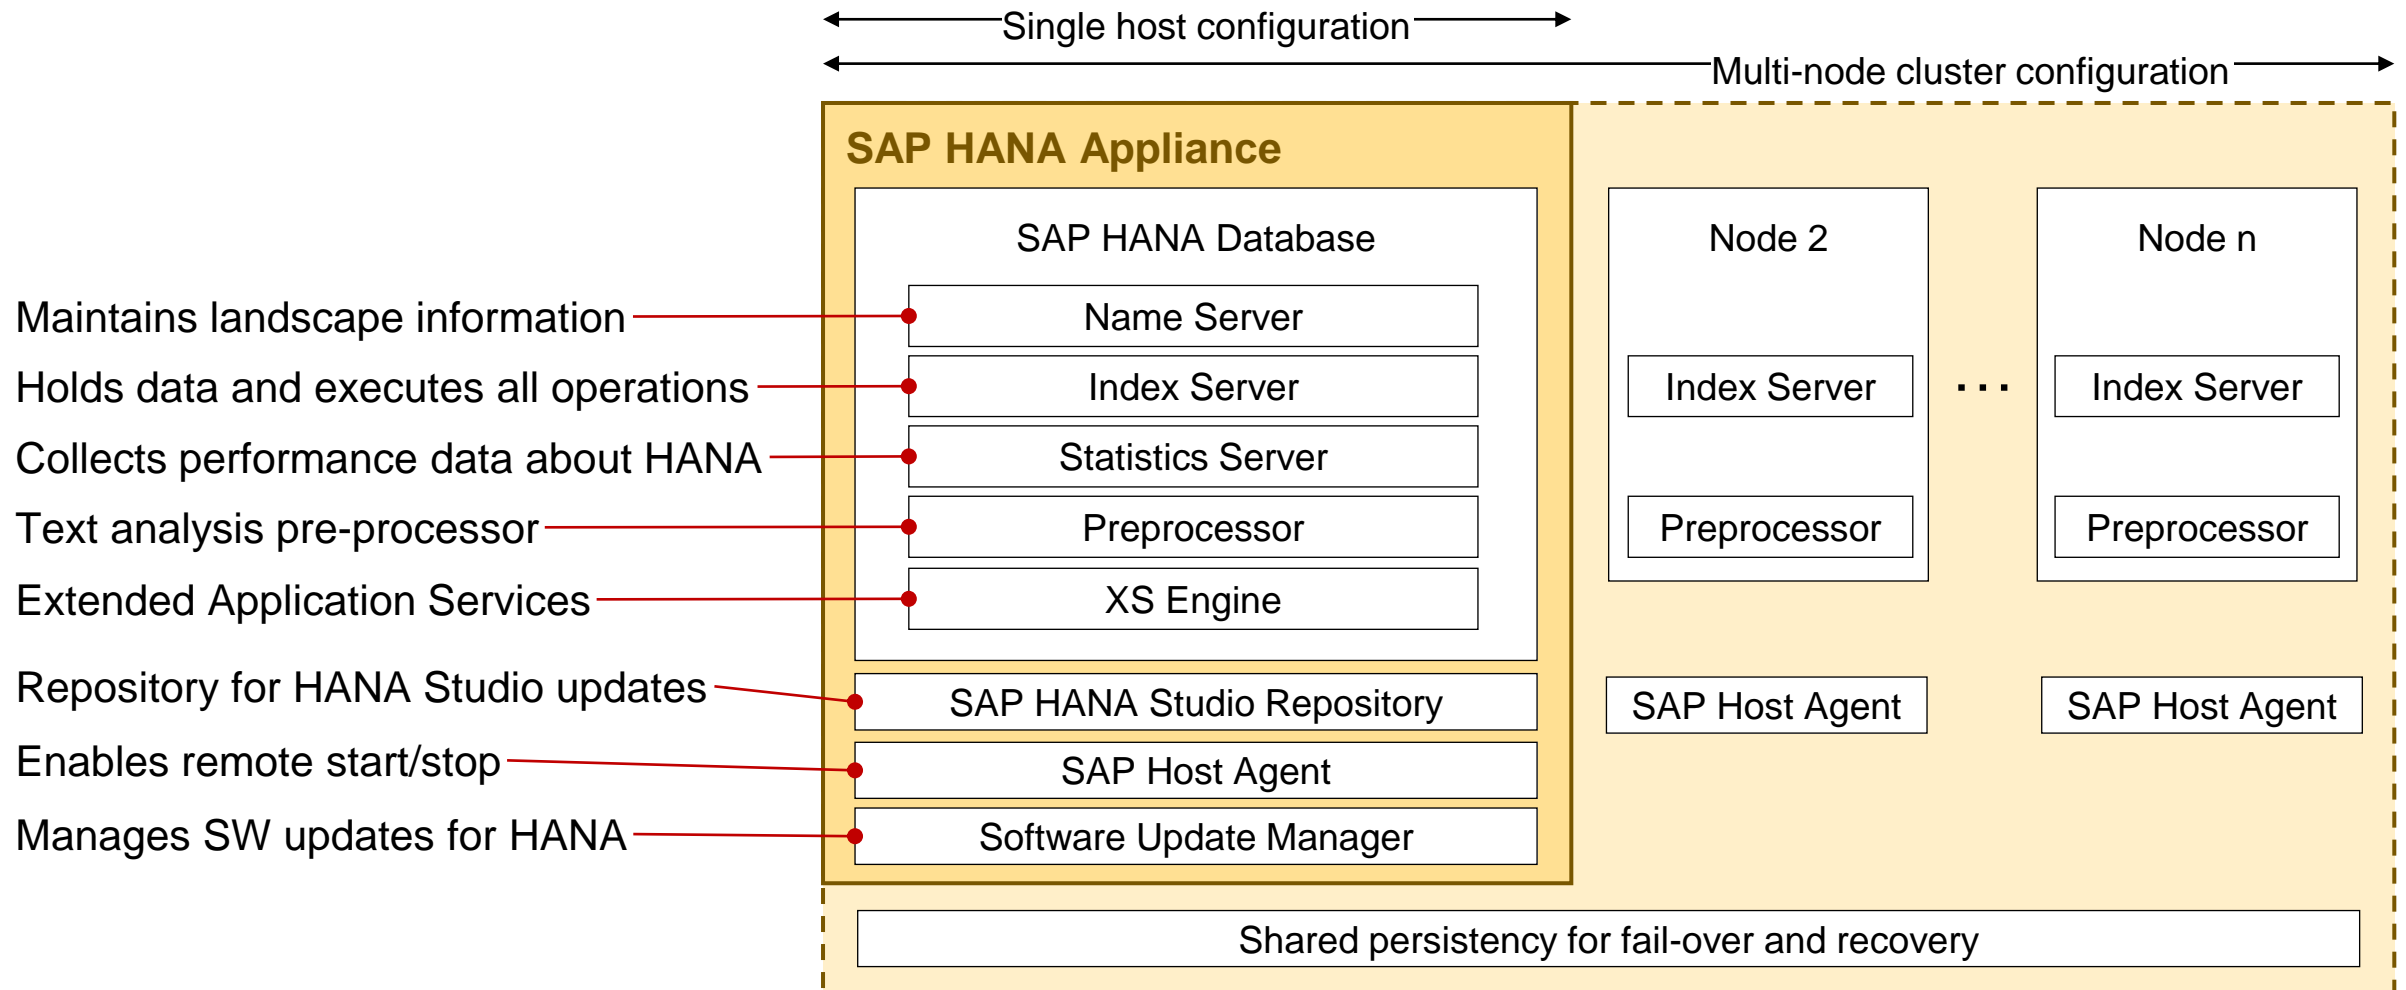 Single host configuration
Multi-node cluster configuration
SAP HANA Appliance
SAP HANA Database
Node 2
Node n
Maintains landscape information
Name Server
Holds data and executes all operations
Index Server
Index Server
...
Index Server
Collects performance data about HANA
Statistics Server
Text analysis pre-processor
Preprocessor
Preprocessor
Preprocessor
Extended Application Services
XS Engine
Repository for HANA Studio updates
SAP HANA Studio Repository
SAP Host Agent
SAP Host Agent
Enables remote start/stop
SAP Host Agent
Manages SW updates for HANA
Software Update Manager
Shared persistency for fail-over and recovery